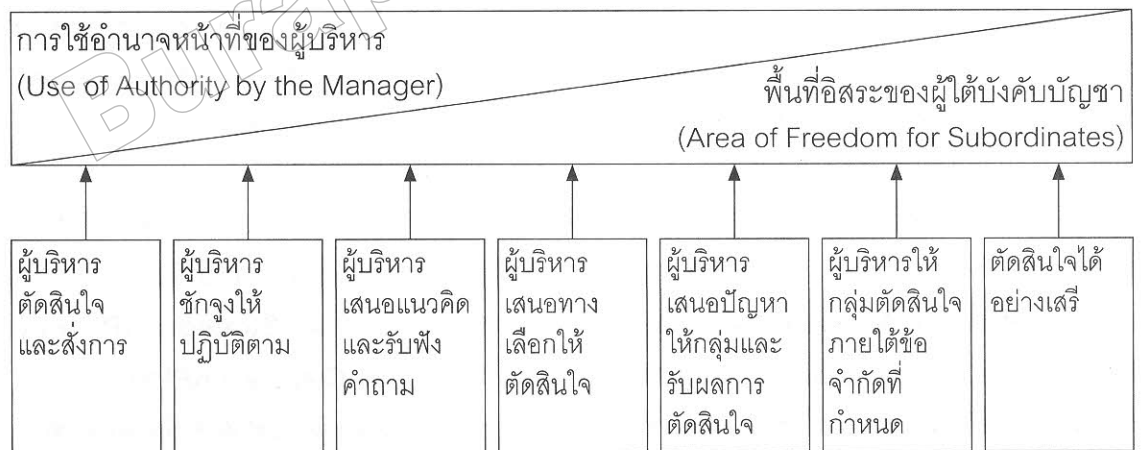 การใช้อำนาจหน้าที่ของผู้บริหาร
(Use of Authority by the Manager)
พื้นที่อิสระของผู้ใต้บังคับบัญชา
(Area of Freedom for Subordinates)
ผู้บริหาร
ตัดสินใจ
และสั่งการ
ผู้บริหาร
ชักจูงให้
ปฏิบัติตาม
ผู้บริหาร
เสนอแนวคิด
และรับฟัง
คำถาม
ผู้บริหาร
เสนอทาง
เลือกให้
ตัดสินใจ
ผู้บริหาร
เสนอปัญหา
ให้กลุ่มและ
รับผลการ
ตัดสินใจ
ผู้บริหารให้
กลุ่มตัดสินใจ
ภายใต้ข้อ
จำกัดที่
กำหนด
ตัดสินใจได้
อย่างเสรี